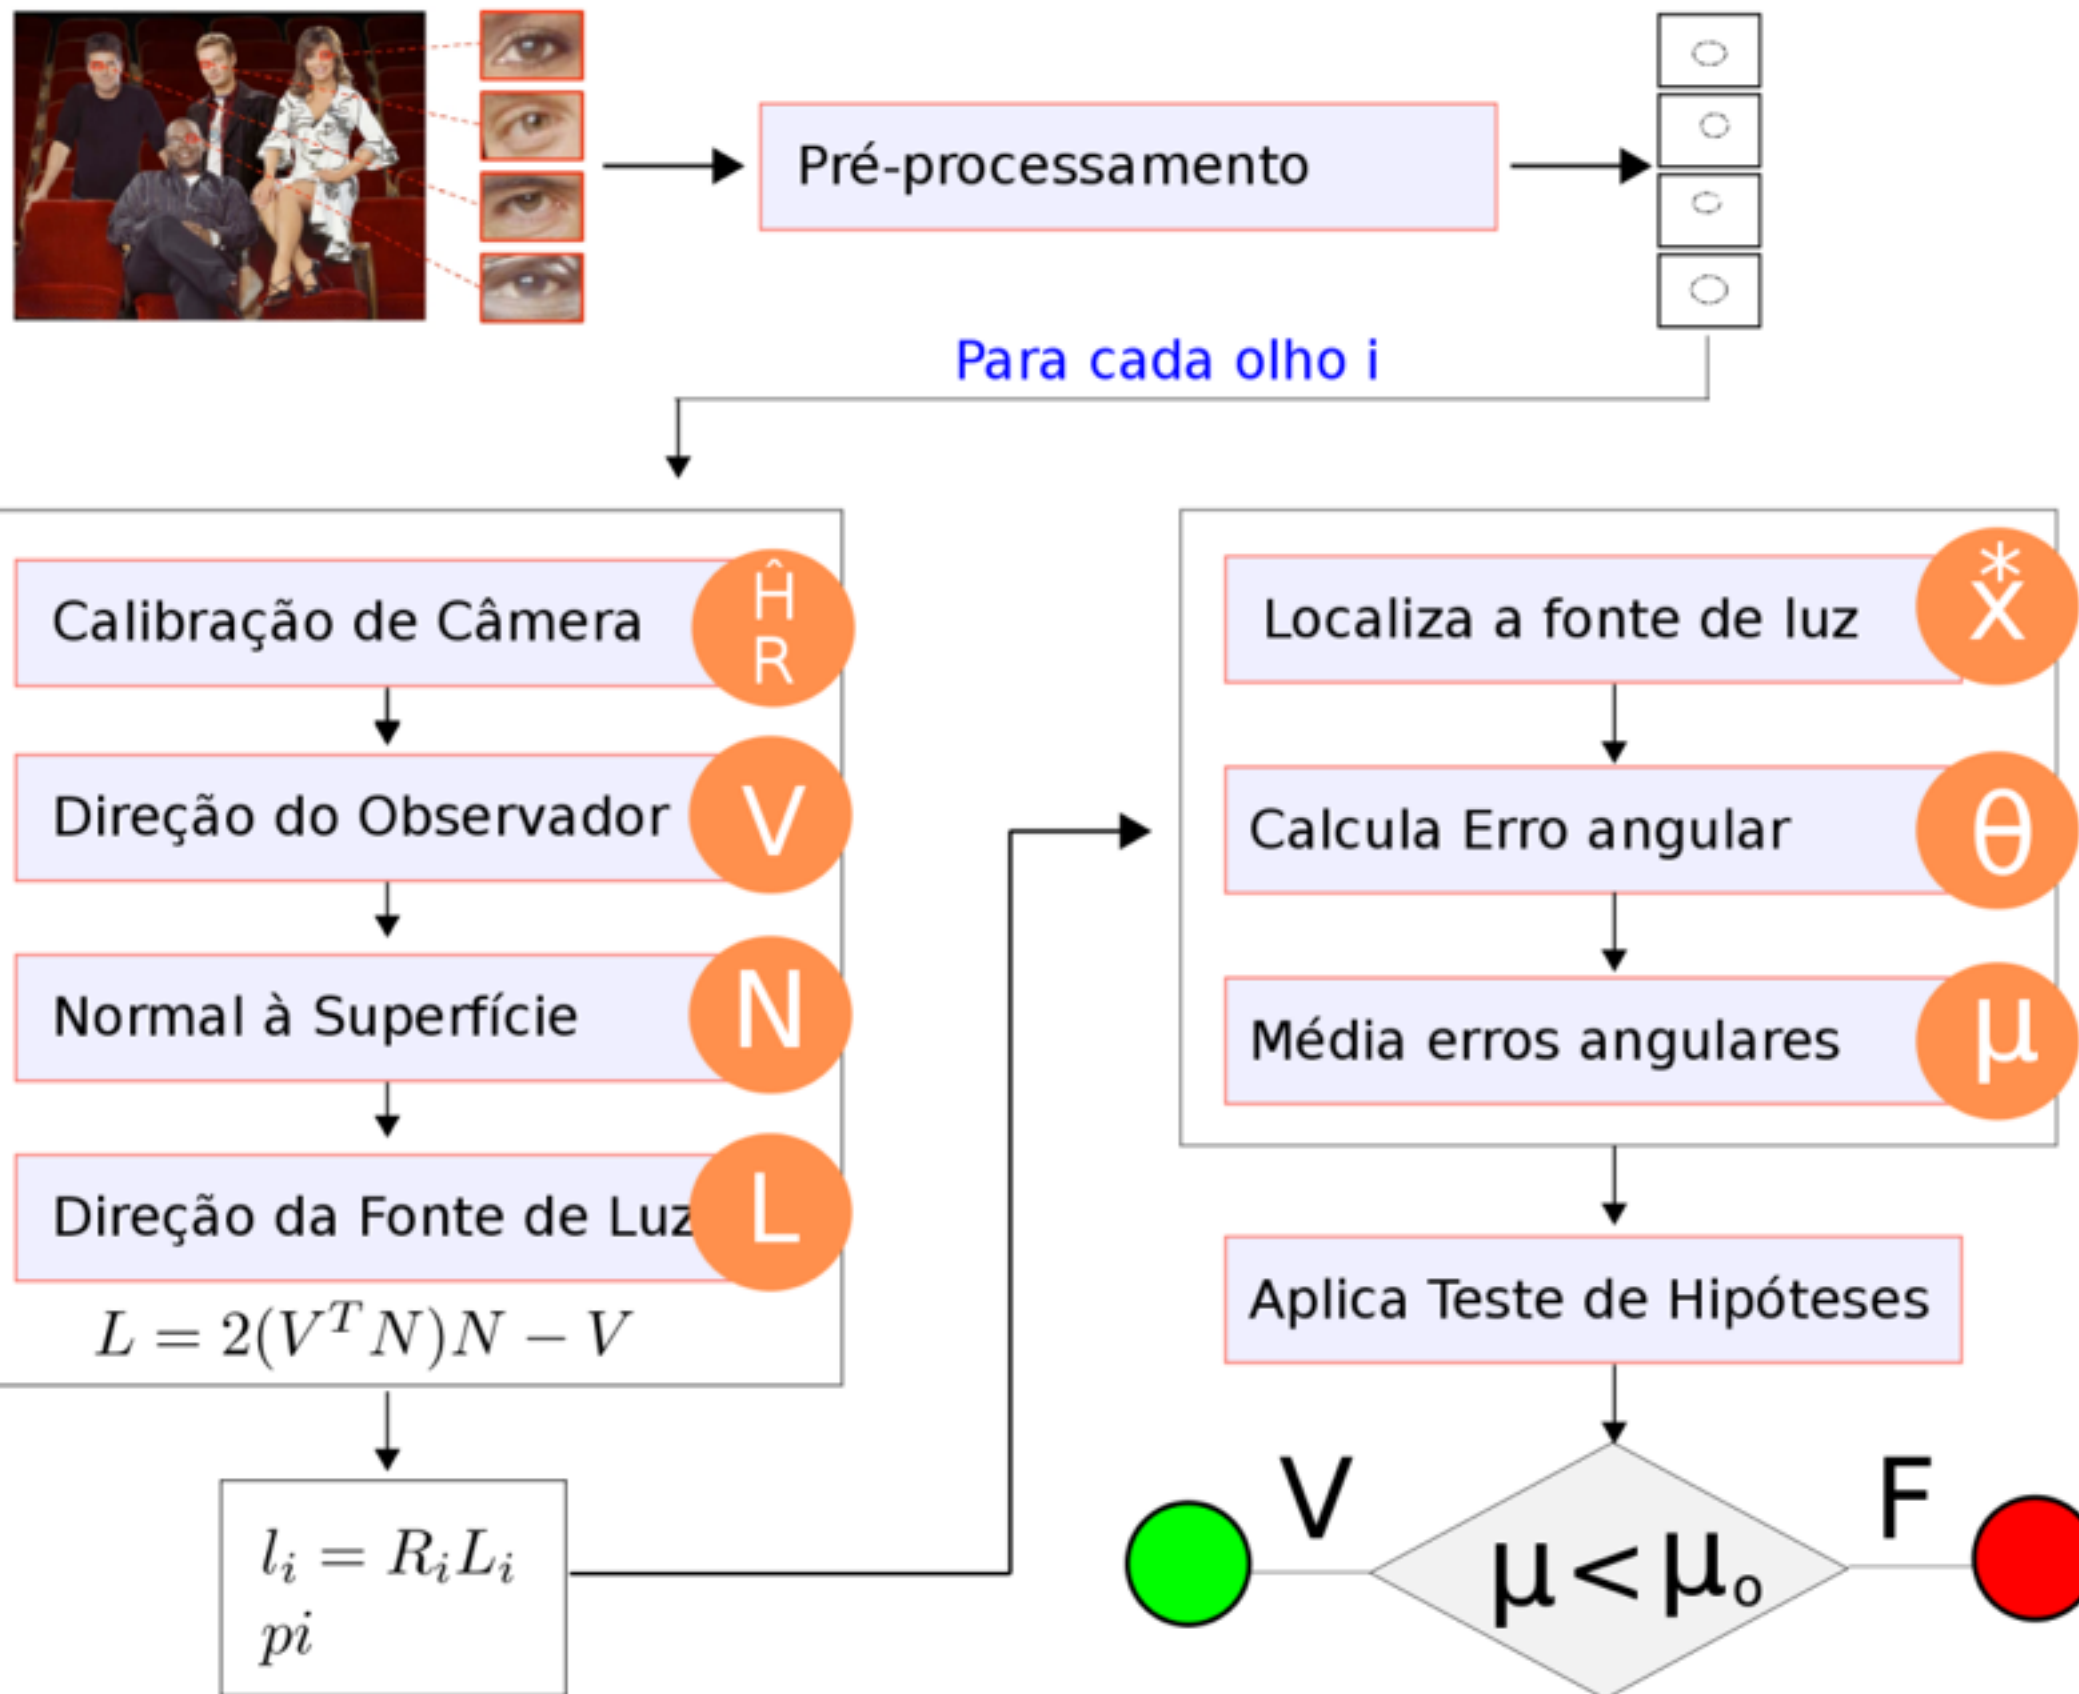 Pré-processamento
Para cada olho i
Calibração de Câmera
Ĥ
R
Direção do Observador
V
Normal à Superfície
N
Direção da Fonte de Luz
L
L = 2(V^T N)N − V
l_i = R_i L_i
pi
Localiza a fonte de luz
*
x
Calcula Erro angular
θ
Média erros angulares
μ
Aplica Teste de Hipóteses
V
μ < μ₀
F